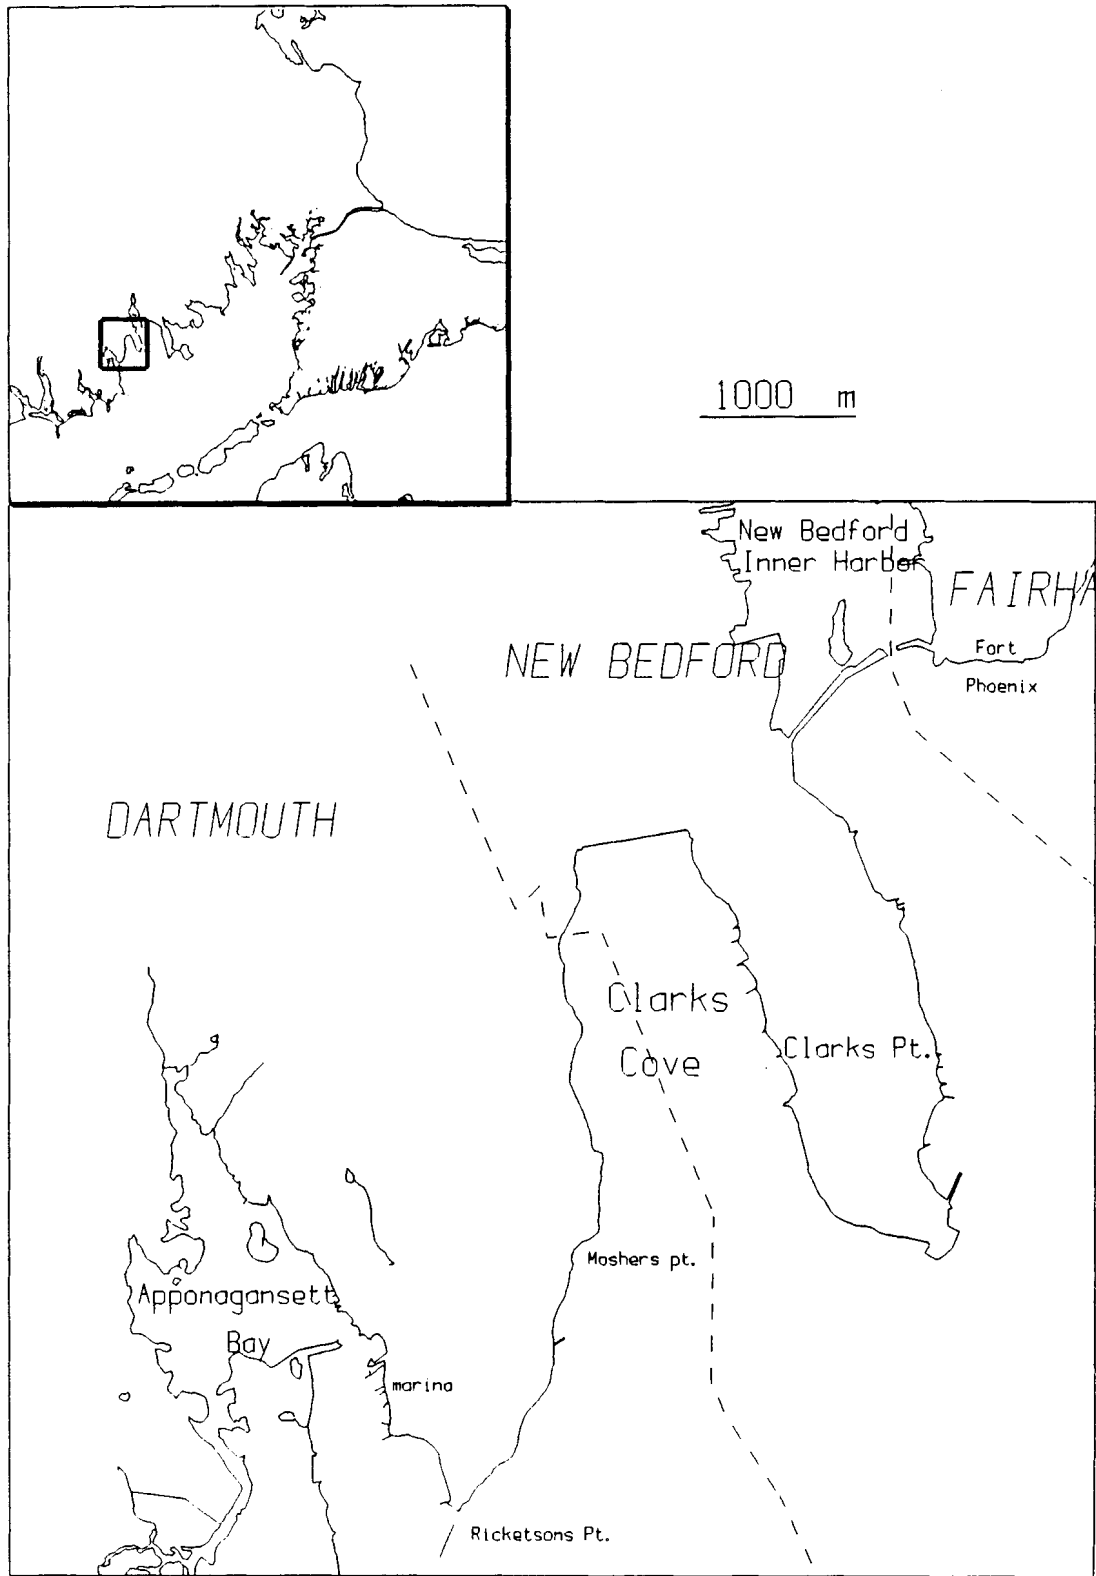 1000 m
New Bedford
Inner Harbor
FAIRHA
NEW BEDFORD
Fort
Phoenix
DARTMOUTH
Clarks
Cove
Clarks Pt.
Moshers pt.
Apponagansett
Bay
marina
Ricketsons Pt.